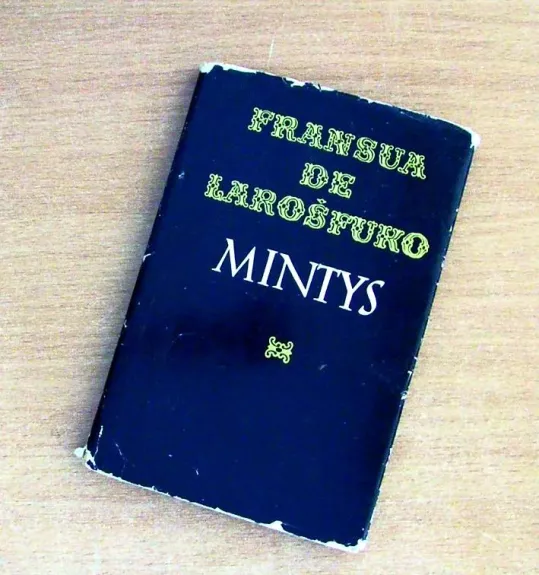 FRANSUA
DE
LAROŠFUKO
MINTYS